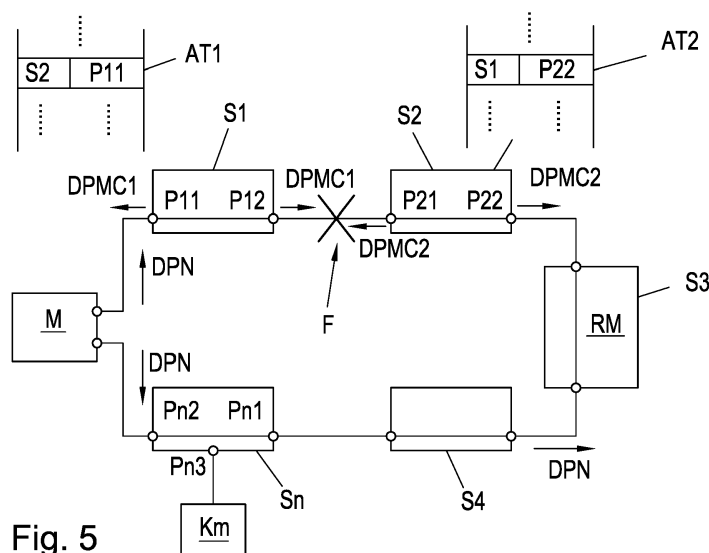 AT1
S2 P11
AT2
S1 P22
S1
S2
DPMC1
DPMC1
DPMC2
P11 P12
P21 P22
DPMC2
DPN
M
F
S3
RM
DPN
Pn2 Pn1
Pn3
Sn
S4
DPN
Km
Fig. 5